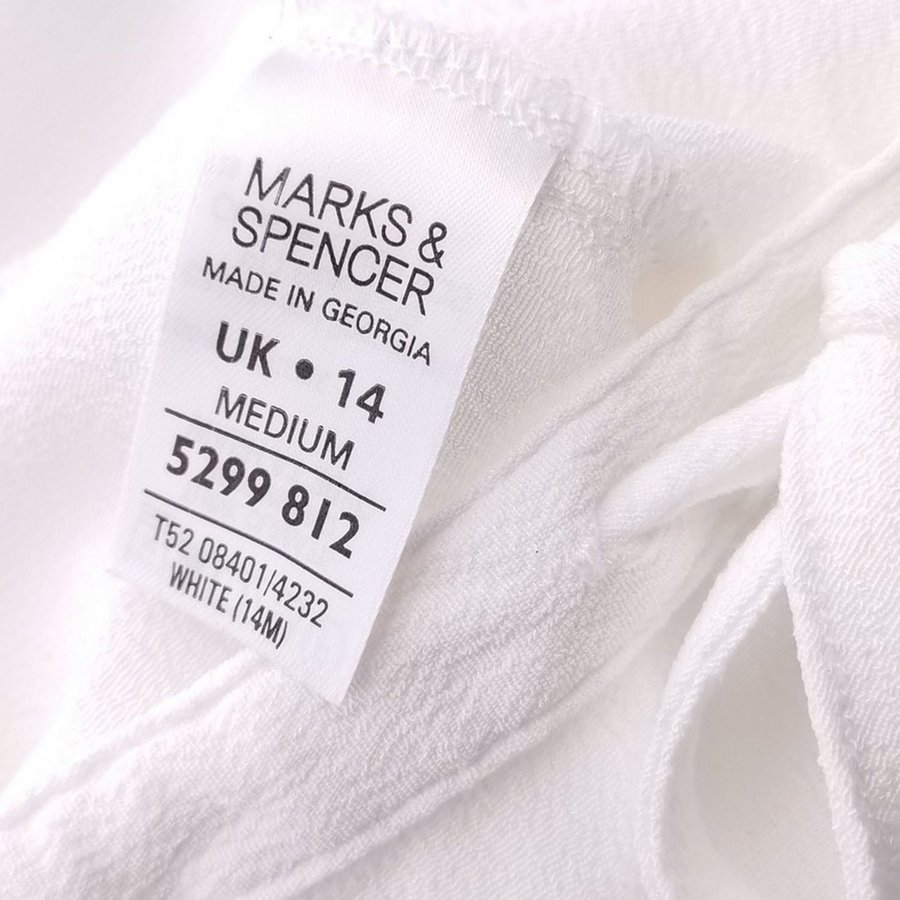 MARKS &
SPENCER
MADE IN GEORGIA
UK • 14
MEDIUM
5299 812
T52 08401/4232
WHITE (14M)